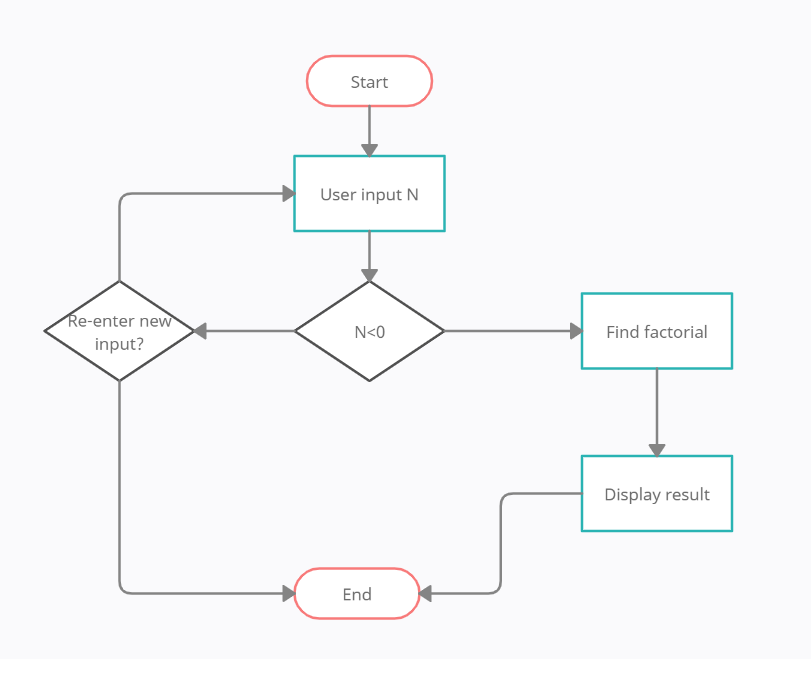 Start
User input N
Re-enter new
input?
N<0
Find factorial
Display result
End